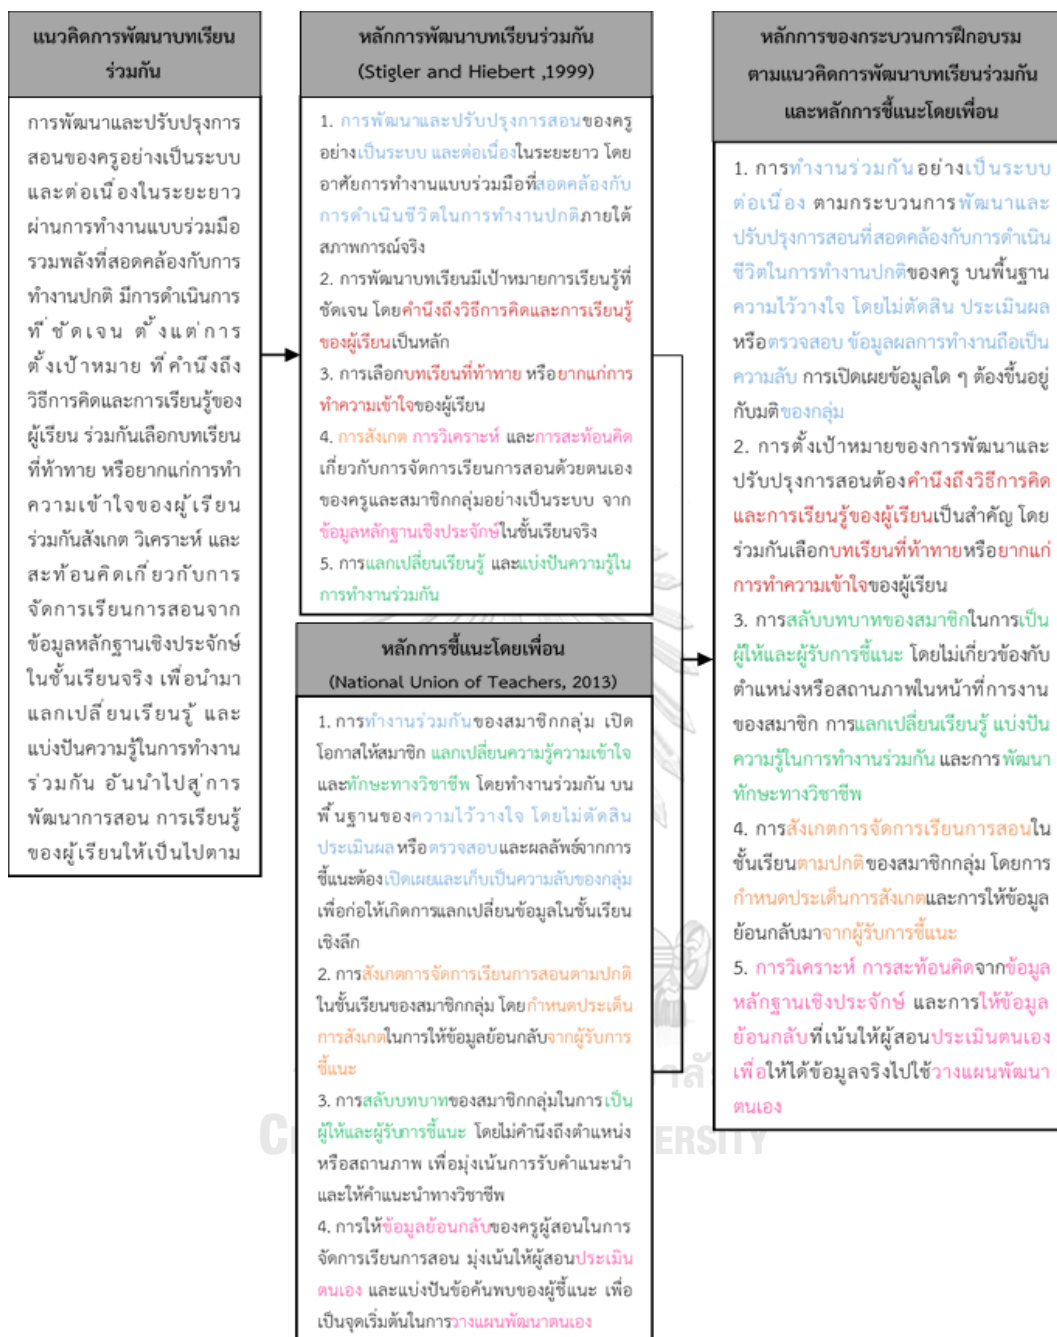 แนวคิดการพัฒนาบทเรียน
ร่วมกัน
การพัฒนาและปรับปรุงการ
สอนของครูอย่างเป็นระบบ
และต่อเนื่องในระยะยาว
ผ่านการทำงานแบบร่วมมือ
รวมพลังที่สอดคล้องกับการ
ทำงานปกติ มีการดำเนินการ
ที่ชัดเจน ตั้งแต่การ
ตั้งเป้าหมาย ที่คำนึงถึง
วิธีการคิดและการเรียนรู้ของ
ผู้เรียน ร่วมกันเลือกบทเรียน
ที่ท้าทาย หรือยากแก่การทำ
ความเข้าใจของผู้เรียน
ร่วมกันสังเกต วิเคราะห์ และ
สะท้อนคิดเกี่ยวกับการ
จัดการเรียนการสอนจาก
ข้อมูลหลักฐานเชิงประจักษ์
ในชั้นเรียนจริง เพื่อนำมา
แลกเปลี่ยนเรียนรู้ และ
แบ่งปันความรู้ในการทำงาน
ร่วมกัน อันนำไปสู่การ
พัฒนาการสอน การเรียนรู้
ของผู้เรียนให้เป็นไปตาม
หลักการพัฒนาบทเรียนร่วมกัน
(Stigler and Hiebert ,1999)
1. การพัฒนาและปรับปรุงการสอนของครู
อย่างเป็นระบบ และต่อเนื่องในระยะยาว โดย
อาศัยการทำงานแบบร่วมมือที่สอดคล้องกับ
การดำเนินชีวิตในการทำงานปกติภายใต้
สภาพการณ์จริง
2. การพัฒนาบทเรียนมีเป้าหมายการเรียนรู้ที่
ชัดเจน โดยคำนึงถึงวิธีการคิดและการเรียนรู้
ของผู้เรียนเป็นหลัก
3. การเลือกบทเรียนที่ท้าทาย หรือยากแก่การ
ทำความเข้าใจของผู้เรียน
4. การสังเกต การวิเคราะห์ และการสะท้อนคิด
เกี่ยวกับการจัดการเรียนการสอนด้วยตนเอง
ของครูและสมาชิกกลุ่มอย่างเป็นระบบ จาก
ข้อมูลหลักฐานเชิงประจักษ์ในชั้นเรียนจริง
5. การแลกเปลี่ยนเรียนรู้ และแบ่งปันความรู้ใน
การทำงานร่วมกัน
หลักการชี้แนะโดยเพื่อน
(National Union of Teachers, 2013)
1. การทำงานร่วมกันของสมาชิกกลุ่ม เปิด
โอกาสให้สมาชิก แลกเปลี่ยนความรู้ความเข้าใจ
และทักษะทางวิชาชีพ โดยทำงานร่วมกัน บน
พื้นฐานของความไว้วางใจ โดยไม่ตัดสิน
ประเมินผล หรือตรวจสอบและผลลัพธ์จากการ
ชี้แนะต้องเปิดเผยและเก็บเป็นความลับของกลุ่ม
เพื่อก่อให้เกิดการแลกเปลี่ยนข้อมูลในชั้นเรียน
เชิงลึก
2. การสังเกตการจัดการเรียนการสอนตามปกติ
ในชั้นเรียนของสมาชิกกลุ่ม โดยกำหนดประเด็น
การสังเกตในการให้ข้อมูลย้อนกลับจากผู้รับการ
ชี้แนะ
3. การสลับบทบาทของสมาชิกกลุ่มในการเป็น
ผู้ให้และผู้รับการชี้แนะ โดยไม่คำนึงถึงตำแหน่ง
หรือสถานภาพ เพื่อมุ่งเน้นการรับคำแนะนำ
และให้คำแนะนำทางวิชาชีพ
4. การให้ข้อมูลย้อนกลับของครูผู้สอนในการ
จัดการเรียนการสอน มุ่งเน้นให้ผู้สอนประเมิน
ตนเอง และแบ่งปันข้อค้นพบของผู้ชี้แนะ เพื่อ
เป็นจุดเริ่มต้นในการวางแผนพัฒนาตนเอง
หลักการของกระบวนการฝึกอบรม
ตามแนวคิดการพัฒนาบทเรียนร่วมกัน
และหลักการชี้แนะโดยเพื่อน
1. การทำงานร่วมกันอย่างเป็นระบบ
ต่อเนื่อง ตามกระบวนการพัฒนาและ
ปรับปรุงการสอนที่สอดคล้องกับการดำเนิน
ชีวิตในการทำงานปกติของครู บนพื้นฐาน
ความไว้วางใจ โดยไม่ตัดสิน ประเมินผล
หรือตรวจสอบ ข้อมูลผลการทำงานถือเป็น
ความลับ การเปิดเผยข้อมูลใด ๆ ต้องขึ้นอยู่
กับมติของกลุ่ม
2. การตั้งเป้าหมายของการพัฒนาและ
ปรับปรุงการสอนต้องคำนึงถึงวิธีการคิด
และการเรียนรู้ของผู้เรียนเป็นสำคัญ โดย
ร่วมกันเลือกบทเรียนที่ท้าทายหรือยากแก่
การทำความเข้าใจของผู้เรียน
3. การสลับบทบาทของสมาชิกในการเป็น
ผู้ให้และผู้รับการชี้แนะ โดยไม่เกี่ยวข้องกับ
ตำแหน่งหรือสถานภาพในหน้าที่การงาน
ของสมาชิก การแลกเปลี่ยนเรียนรู้ แบ่งปัน
ความรู้ในการทำงานร่วมกัน และการพัฒนา
ทักษะทางวิชาชีพ
4. การสังเกตการจัดการเรียนการสอนใน
ชั้นเรียนตามปกติของสมาชิกกลุ่ม โดยการ
กำหนดประเด็นการสังเกตและการให้ข้อมูล
ย้อนกลับมาจากผู้รับการชี้แนะ
5. การวิเคราะห์ การสะท้อนคิดจากข้อมูล
หลักฐานเชิงประจักษ์ และการให้ข้อมูล
ย้อนกลับที่เน้นให้ผู้สอนประเมินตนเอง
เพื่อให้ได้ข้อมูลจริงไปใช้วางแผนพัฒนา
ตนเอง